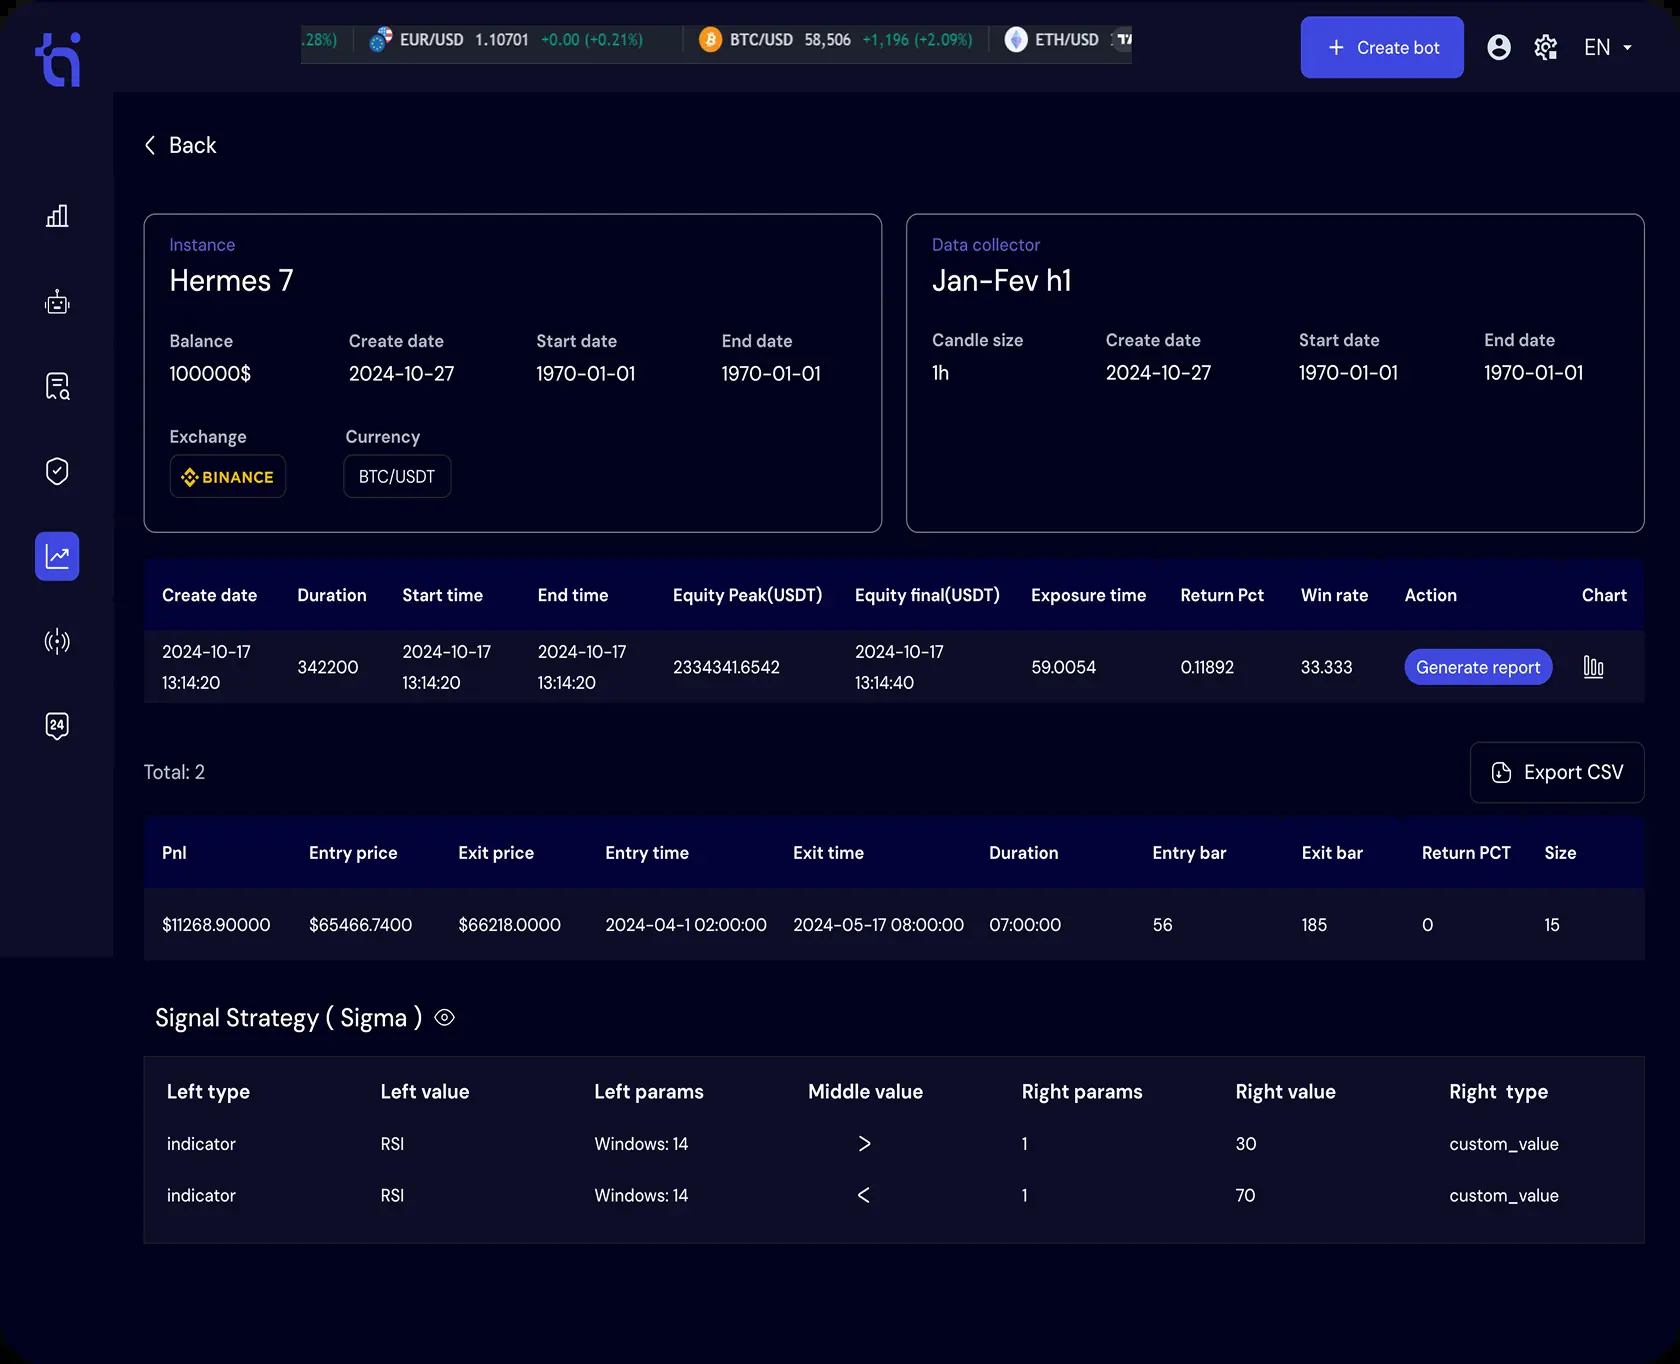 .28%) EUR/USD 1.10701 +0.00 (+0.21%) BTC/USD 58,506 +1,196 (+2.09%) ETH/USD
+ Create bot EN
Back
Instance
Hermes 7
Balance Create date Start date End date
100000$ 2024-10-27 1970-01-01 1970-01-01
Exchange Currency
BINANCE BTC/USDT
Data collector
Jan-Fev h1
Candle size Create date Start date End date
1h 2024-10-27 1970-01-01 1970-01-01
24
Create date Duration Start time End time Equity Peak(USDT) Equity final(USDT) Exposure time Return Pct Win rate Action Chart
2024-10-17 13:14:20 342200 2024-10-17 13:14:20 2024-10-17 13:14:20 2334341.6542 2024-10-17 13:14:40 59.0054 0.11892 33.333 Generate report
Total: 2 Export CSV
Pnl Entry price Exit price Entry time Exit time Duration Entry bar Exit bar Return PCT Size
$11268.90000 $65466.7400 $66218.0000 2024-04-1 02:00:00 2024-05-17 08:00:00 07:00:00 56 185 0 15
Signal Strategy ( Sigma )
Left type Left value Left params Middle value Right params Right value Right type
indicator RSI Windows: 14 > 1 30 custom_value
indicator RSI Windows: 14 < 1 70 custom_value